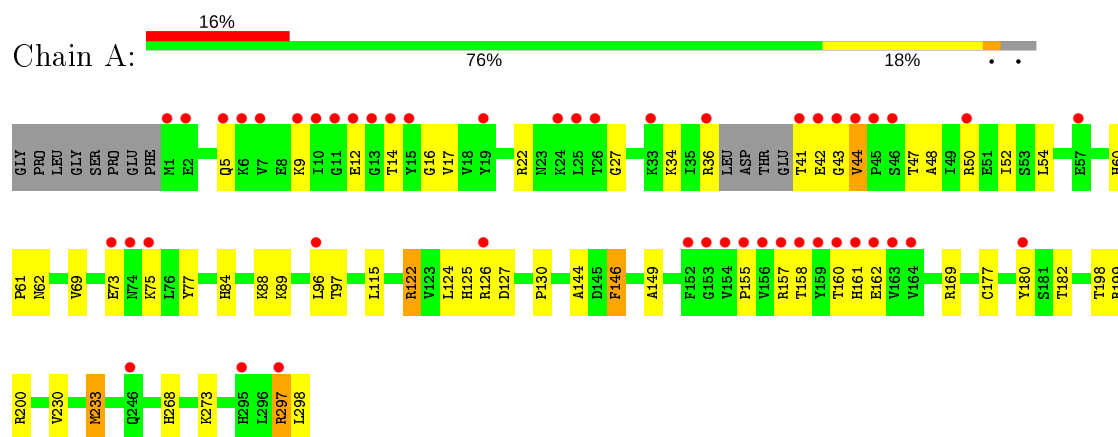 16%
Chain A:
76% 18%
GLY PRO LEU GLY SER PRO GLU PHE M1 E2 Q5 K6 V7 E8 K9 I10 G11 E12 G13 T14 Y15 G16 V17 V18 Y19 R22 N23 K24 L25 T26 G27 K33 K34 I35 R36 LEU ASP THR GLU T41 E42 G43 V44 P45 S46 T47 A48 I49 R50 E51 I52 S53 L54 E57
P61 N62 V69 E73 N74 K75 L76 Y77 H84 K88 K89 L96 T97 L115 R122 V123 L124 H125 R126 D127 P130 A144 D145 F146 A149 F152 G153 V154 P155 V156 R157 T158 Y159 T160 H161 E162 V163 V164 R169 C177 Y180 S181 T182 T198
R200 V230 M233 Q246 H268 K273 H295 L296 R297 L298